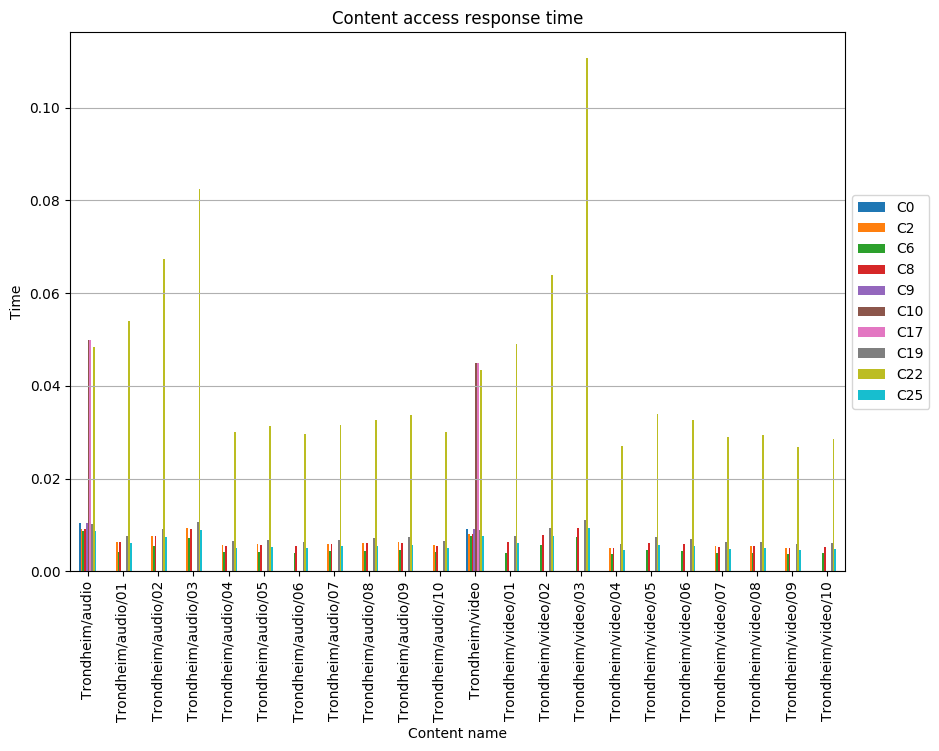 Content access response time
Time
0.10
0.08
0.06
0.04
0.02
0.00
C0
C2
C6
C8
C9
C10
C17
C19
C22
C25
Trondheim/audio
Trondheim/audio/01
Trondheim/audio/02
Trondheim/audio/03
Trondheim/audio/04
Trondheim/audio/05
Trondheim/audio/06
Trondheim/audio/07
Trondheim/audio/08
Trondheim/audio/09
Trondheim/audio/10
Trondheim/video
Trondheim/video/01
Trondheim/video/02
Trondheim/video/03
Trondheim/video/04
Trondheim/video/05
Trondheim/video/06
Trondheim/video/07
Trondheim/video/08
Trondheim/video/09
Trondheim/video/10
Content name